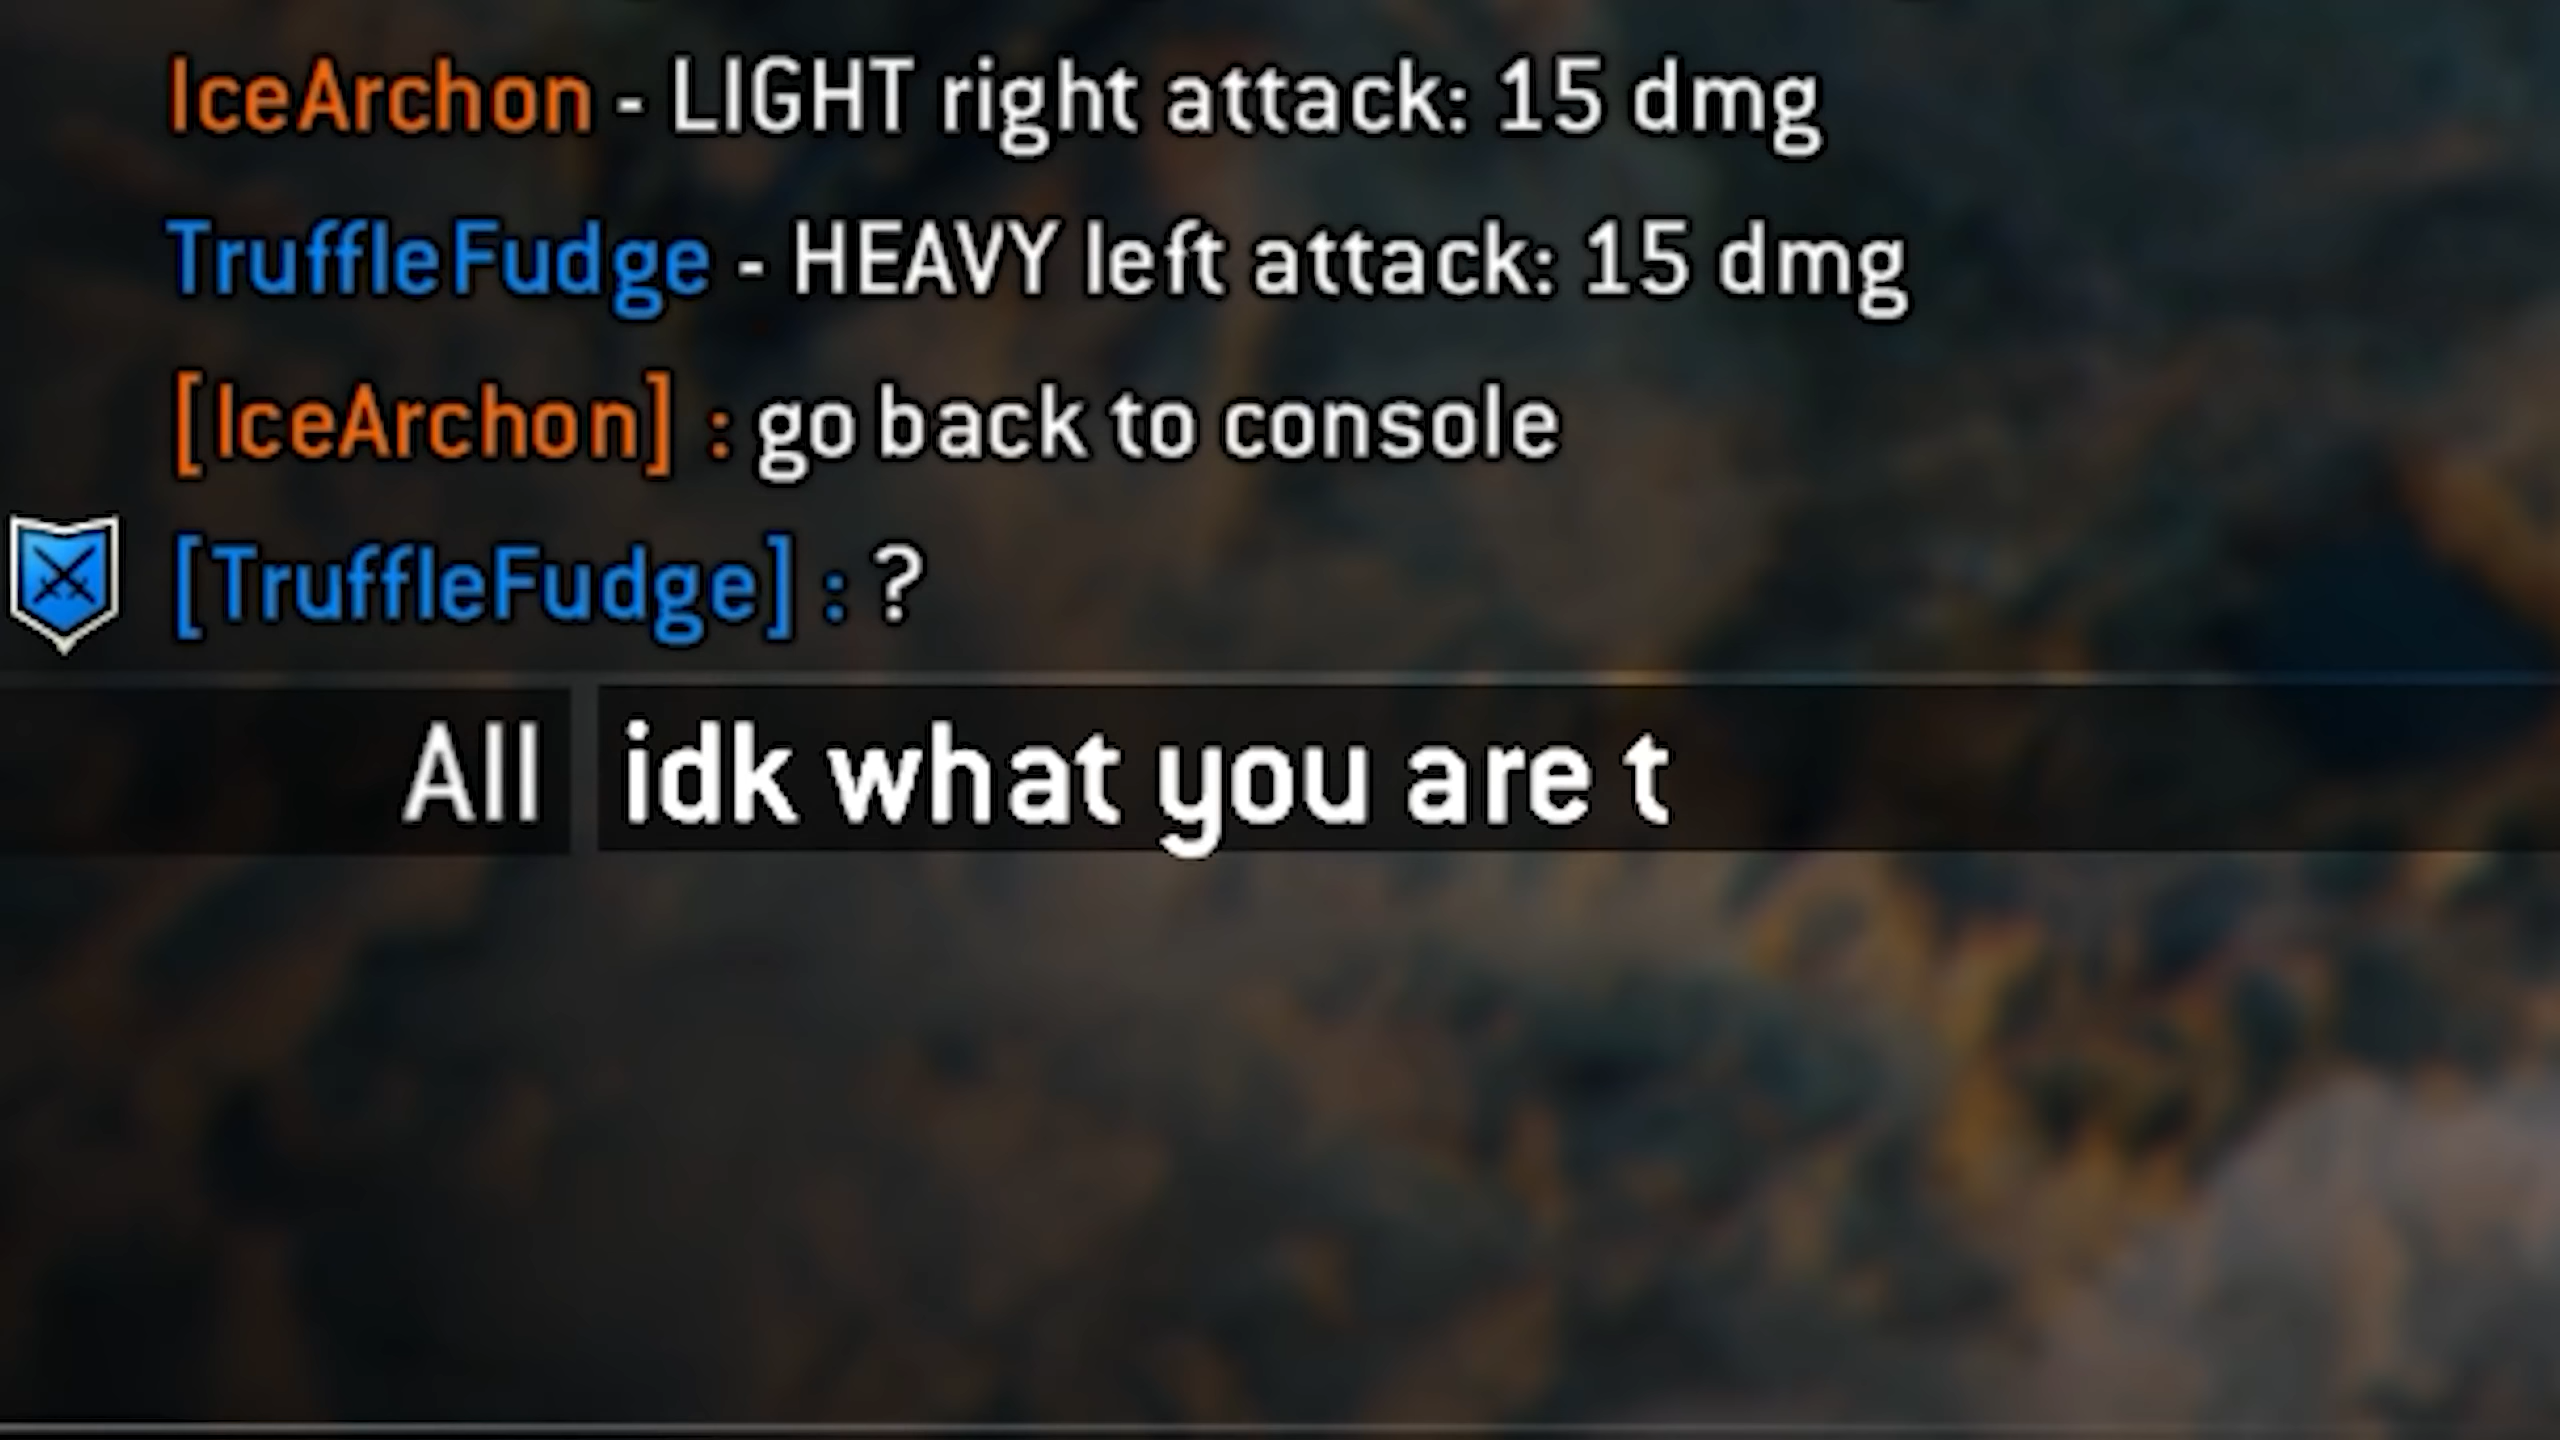 IceArchon - LIGHT right attack: 15 dmg
TruffleFudge - HEAVY left attack: 15 dmg
[IceArchon] : go back to console
[TruffleFudge] : ?
All idk what you are t